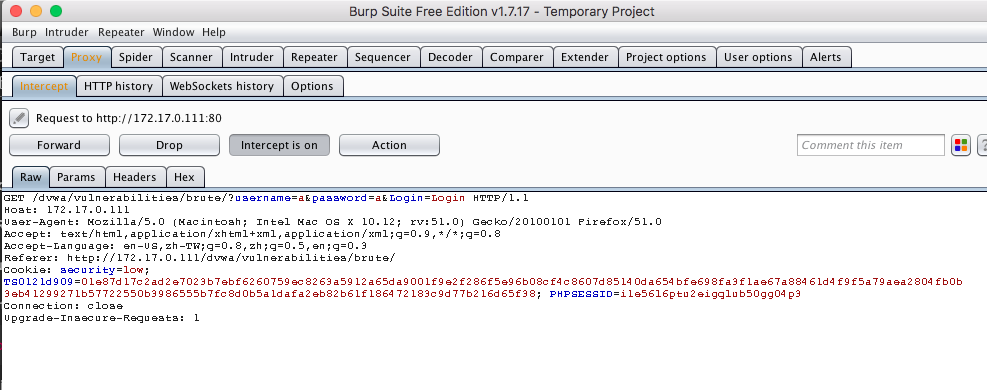 Burp Suite Free Edition v1.7.17 - Temporary Project
Burp Intruder Repeater Window Help
Target Proxy Spider Scanner Intruder Repeater Sequencer Decoder Comparer Extender Project options User options Alerts
Intercept HTTP history WebSockets history Options
Request to http://172.17.0.111:80
Forward Drop Intercept is on Action Comment this item ?
Raw Params Headers Hex
GET /dvwa/vulnerabilities/brute/?username=a&password=a&Login=Login HTTP/1.1
Host: 172.17.0.111
User-Agent: Mozilla/5.0 (Macintosh; Intel Mac OS X 10.12; rv:51.0) Gecko/20100101 Firefox/51.0
Accept: text/html,application/xhtml+xml,application/xml;q=0.9,*/*;q=0.8
Accept-Language: en-US,zh-TW;q=0.8,zh;q=0.5,en;q=0.3
Referer: http://172.17.0.111/dvwa/vulnerabilities/brute/
Cookie: security=low;
TS0121d909=01e87d17c2ad2e7023b7ebf6260759ec8263a5912a65da9001f9e2f286f5e96b08cf4c8607d85140da654bfe698fa3f1ae67a88461d4f9f5a79aea2804fb0b
3eb41299271b57722550b3986555b7fc8d0b5a1dafa2eb82b61f186472183c9d77b216d65f38; PHPSESSID=i1e5616ptu2eigqlub50gg04p3
Connection: close
Upgrade-Insecure-Requests: 1